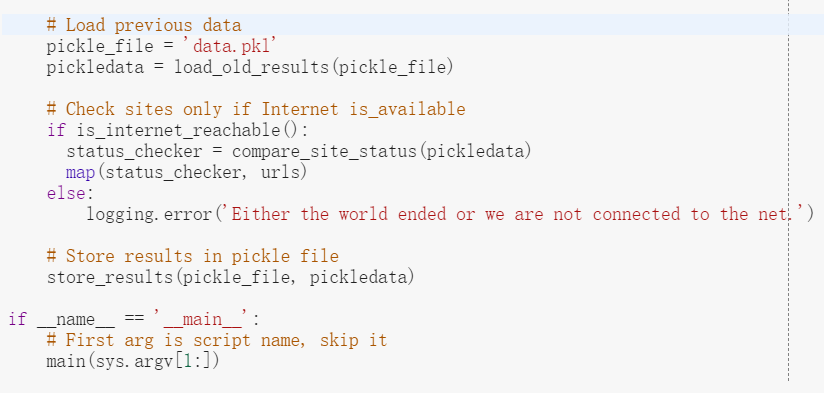 # Load previous data
pickle_file = 'data.pkl'
pickledata = load_old_results(pickle_file)
# Check sites only if Internet is_available
if is_internet_reachable():
status_checker = compare_site_status(pickledata)
map(status_checker, urls)
else:
logging.error('Either the world ended or we are not connected to the net.')
# Store results in pickle file
store_results(pickle_file, pickledata)
if __name__ == '__main__':
# First arg is script name, skip it
main(sys.argv[1:])